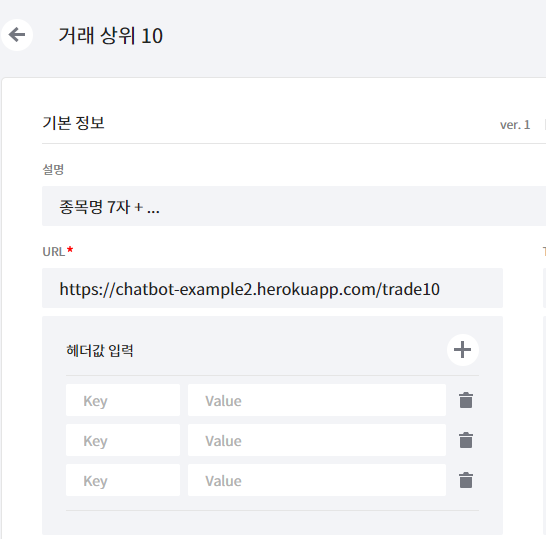 거래 상위 10
기본 정보
ver. 1
설명
종목명 7자 + ...
URL*
https://chatbot-example2.herokuapp.com/trade10
헤더값 입력
Key Value
Key Value
Key Value